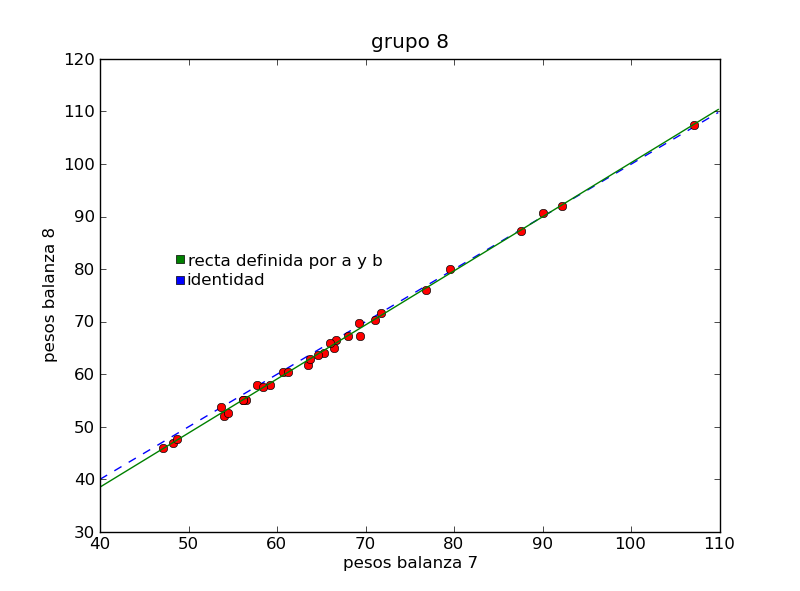 grupo 8
120
110
100
90
80
70
60
50
40
30
pesos balanza 8
recta definida por a y b
identidad
40 50 60 70 80 90 100 110
pesos balanza 7